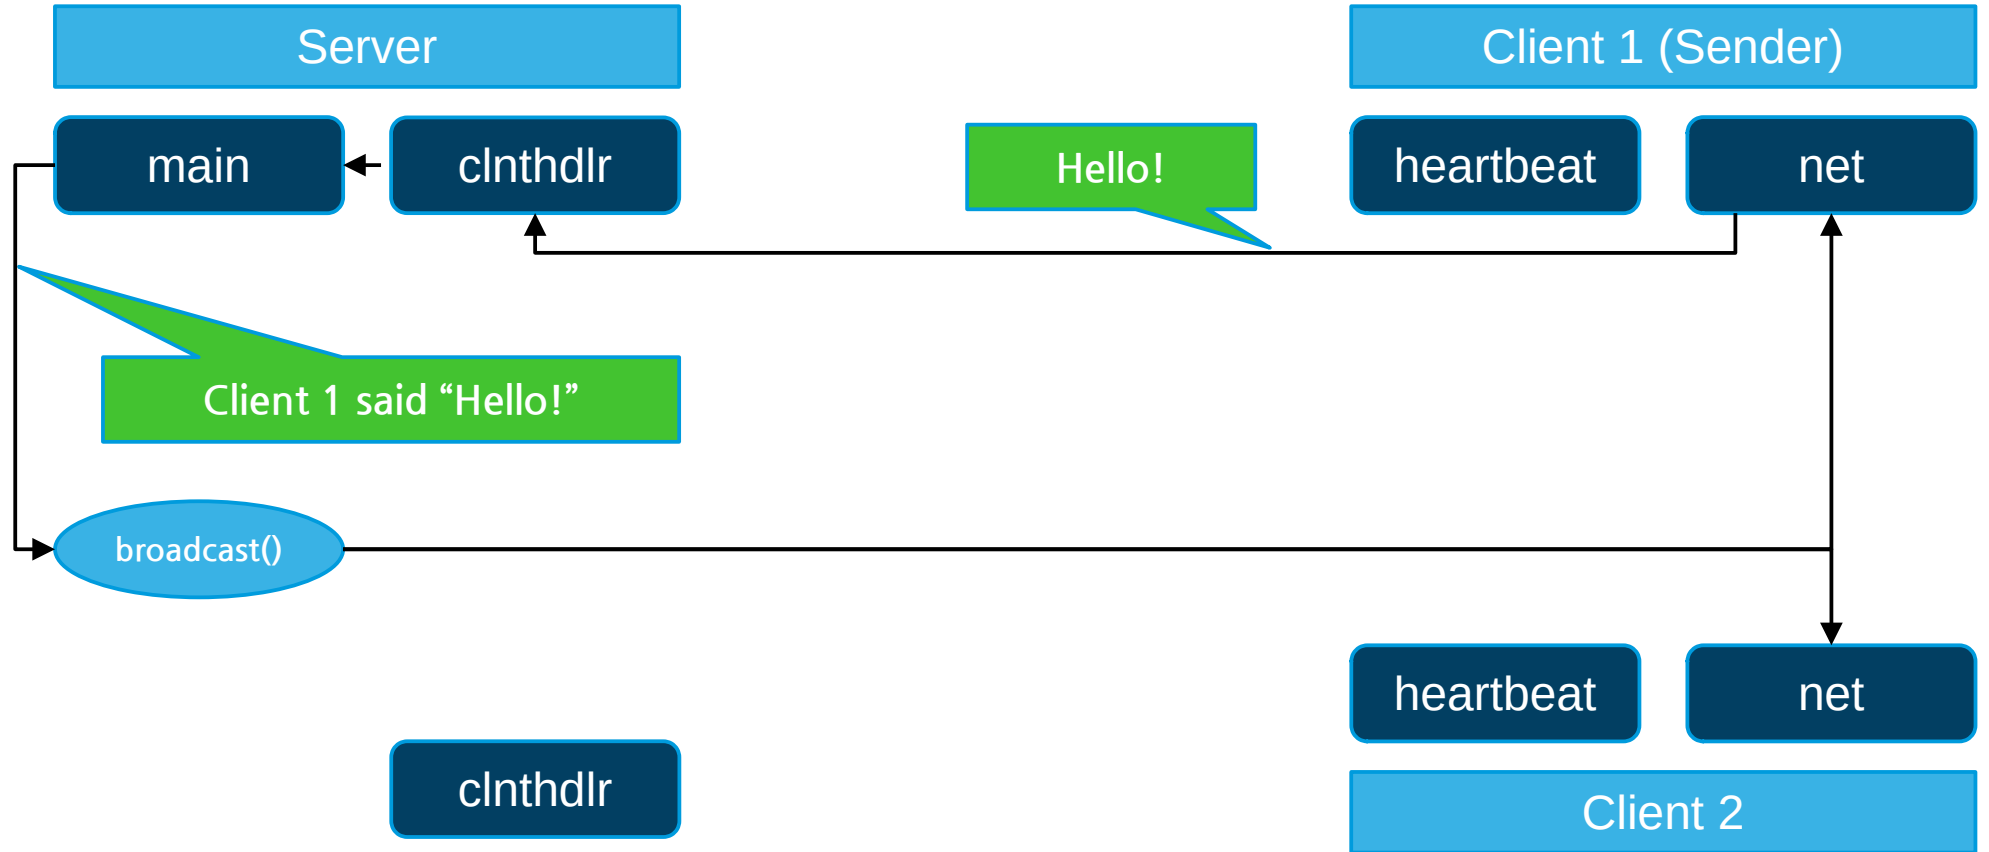 Server
Client 1 (Sender)
main
clnthdlr
Hello!
heartbeat
net
Client 1 said “Hello!”
broadcast()
heartbeat
net
clnthdlr
Client 2